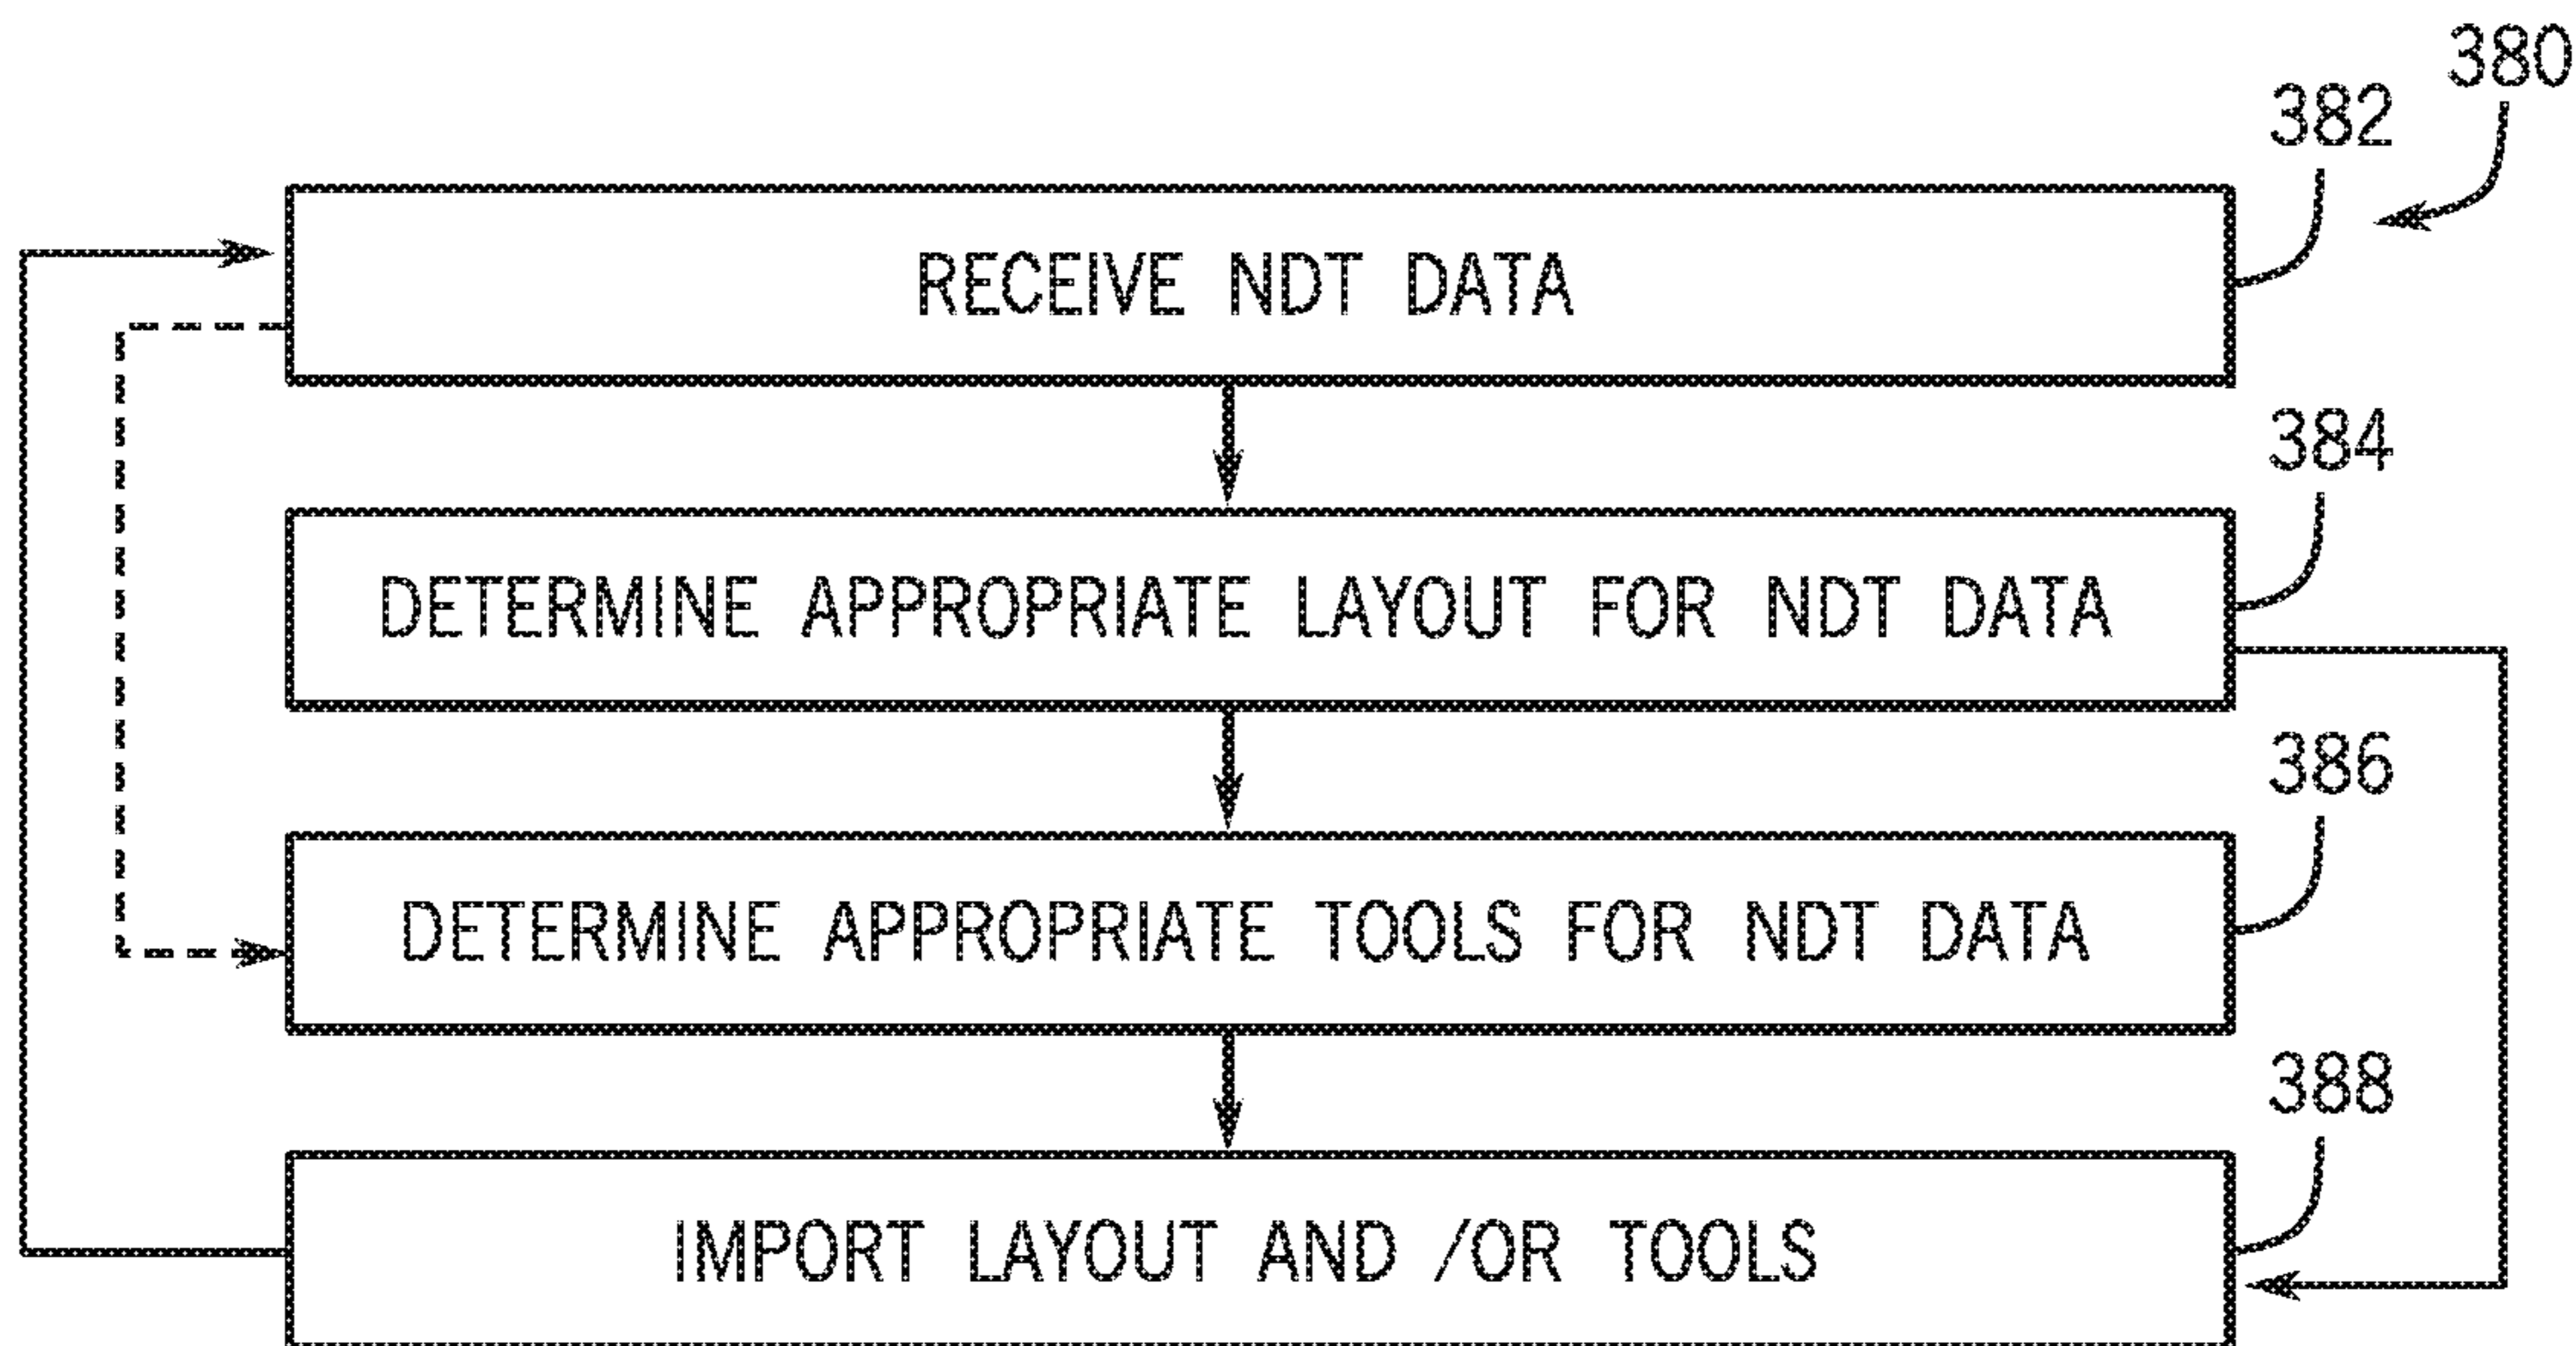 380
382
RECEIVE NDT DATA
384
DETERMINE APPROPRIATE LAYOUT FOR NDT DATA
386
DETERMINE APPROPRIATE TOOLS FOR NDT DATA
388
IMPORT LAYOUT AND /OR TOOLS